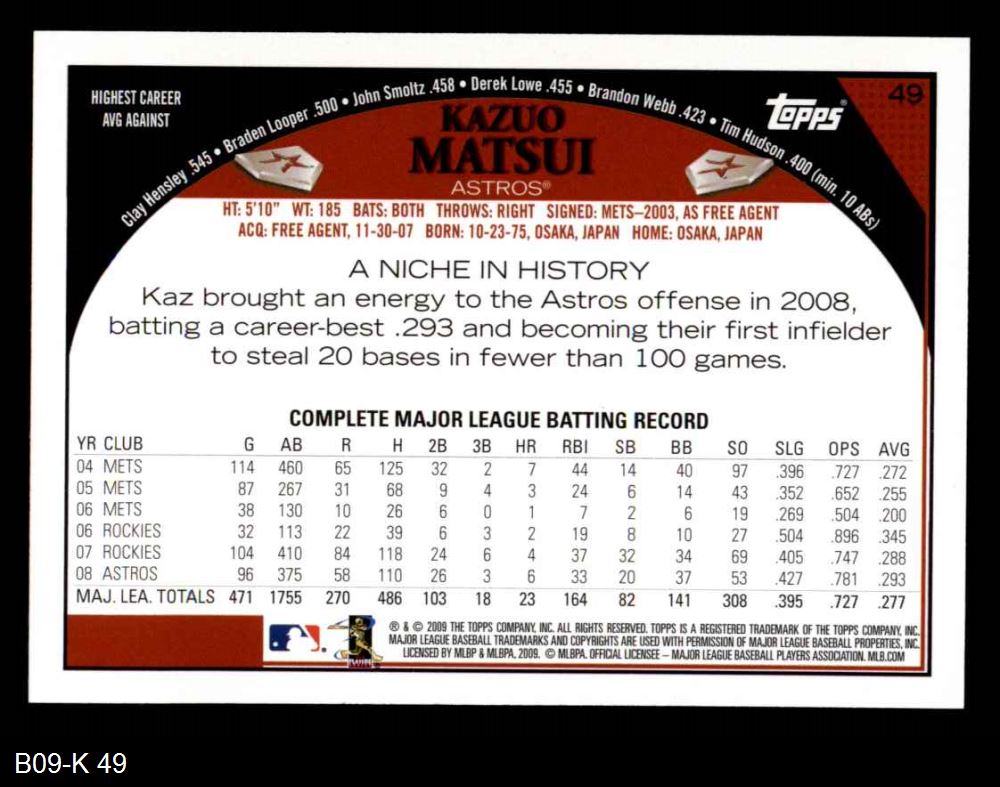 49
HIGHEST CAREER
AVG AGAINST
Clay Hensley .545 • Braden Looper .500 • John Smoltz .458 • Derek Lowe .455 • Brandon Webb .423 • Tim Hudson .400 (min. 10 ABs)
topps®
KAZUO
MATSUI
ASTROS®
HT: 5'10" WT: 185 BATS: BOTH THROWS: RIGHT SIGNED: METS–2003, AS FREE AGENT
ACQ: FREE AGENT, 11-30-07 BORN: 10-23-75, OSAKA, JAPAN HOME: OSAKA, JAPAN
A NICHE IN HISTORY
Kaz brought an energy to the Astros offense in 2008,
batting a career-best .293 and becoming their first infielder
to steal 20 bases in fewer than 100 games.
COMPLETE MAJOR LEAGUE BATTING RECORD
YR CLUB G AB R H 2B 3B HR RBI SB BB SO SLG OPS AVG
04 METS 114 460 65 125 32 2 7 44 14 40 97 .396 .727 .272
05 METS 87 267 31 68 9 4 3 24 6 14 43 .352 .652 .255
06 METS 38 130 10 26 6 0 1 7 2 6 19 .269 .504 .200
06 ROCKIES 32 113 22 39 6 3 2 19 8 10 27 .504 .896 .345
07 ROCKIES 104 410 84 118 24 6 4 37 32 34 69 .405 .747 .288
08 ASTROS 96 375 58 110 26 3 6 33 20 37 53 .427 .781 .293
MAJ. LEA. TOTALS 471 1755 270 486 103 18 23 164 82 141 308 .395 .727 .277
® & © 2009 THE TOPPS COMPANY, INC. ALL RIGHTS RESERVED. TOPPS IS A REGISTERED TRADEMARK OF THE TOPPS COMPANY, INC.
MAJOR LEAGUE BASEBALL TRADEMARKS AND COPYRIGHTS ARE USED WITH PERMISSION OF MAJOR LEAGUE BASEBALL PROPERTIES, INC.
LICENSED BY MLBP & MLBPA, 2009. © MLBPA. OFFICIAL LICENSEE – MAJOR LEAGUE BASEBALL PLAYERS ASSOCIATION. MLB.COM
B09-K 49